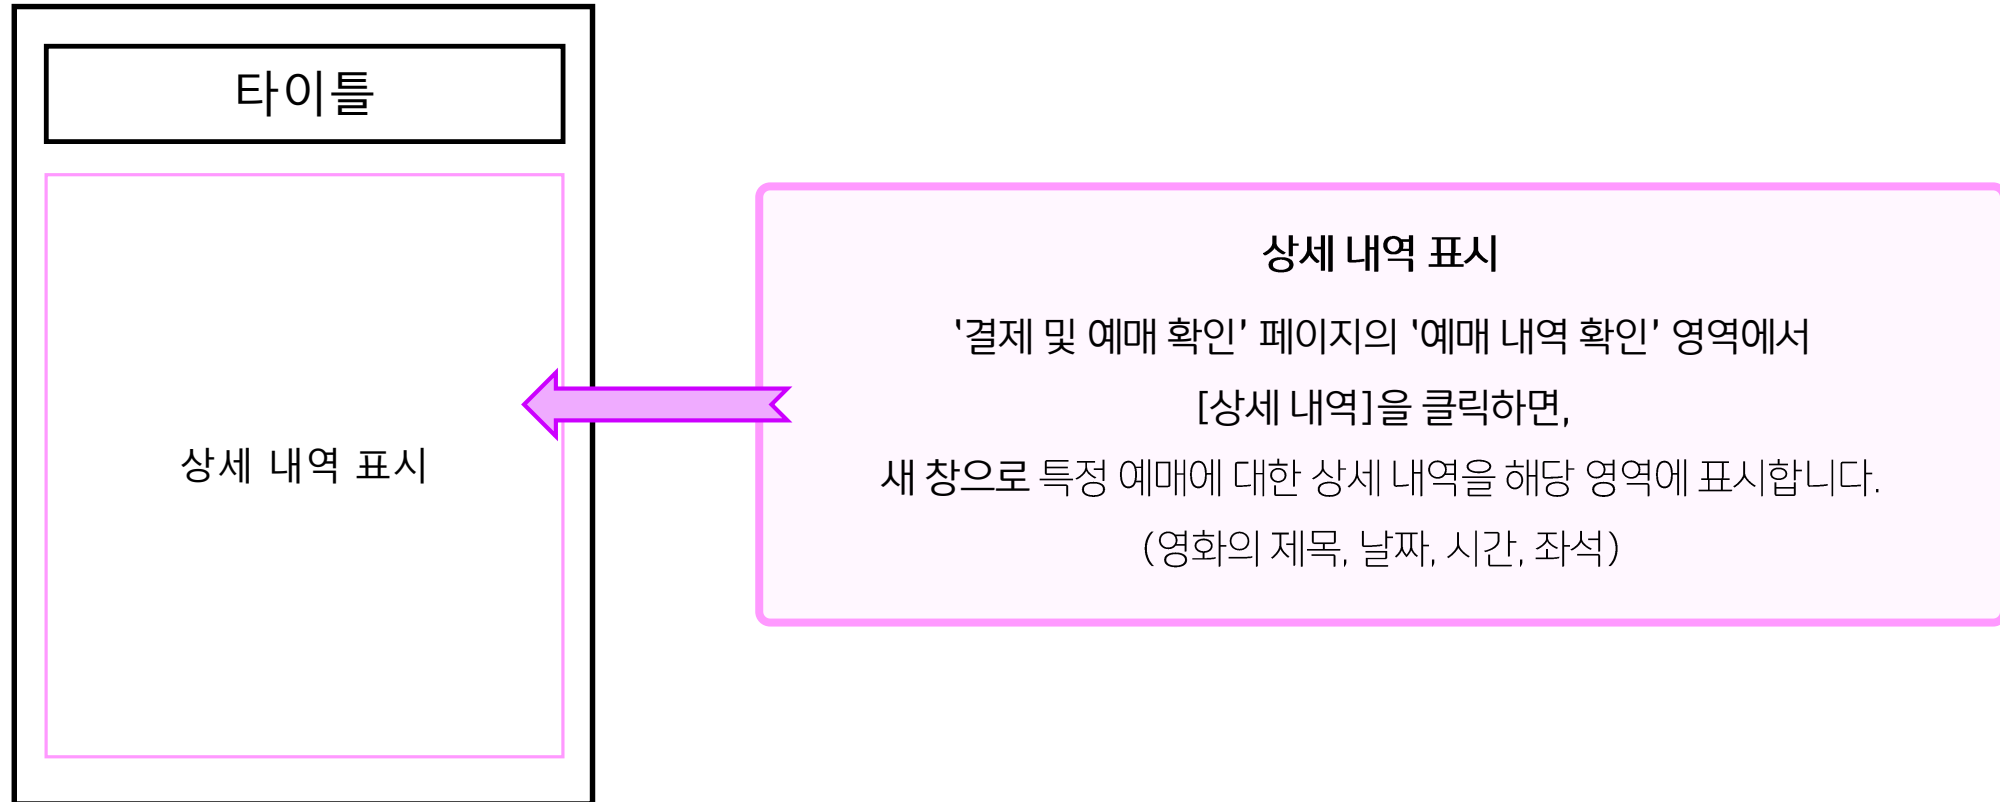 타이틀
상세 내역 표시
상세 내역 표시
'결제 및 예매 확인' 페이지의 '예매 내역 확인' 영역에서
[상세 내역]을 클릭하면,
새 창으로 특정 예매에 대한 상세 내역을 해당 영역에 표시합니다.
(영화의 제목, 날짜, 시간, 좌석)